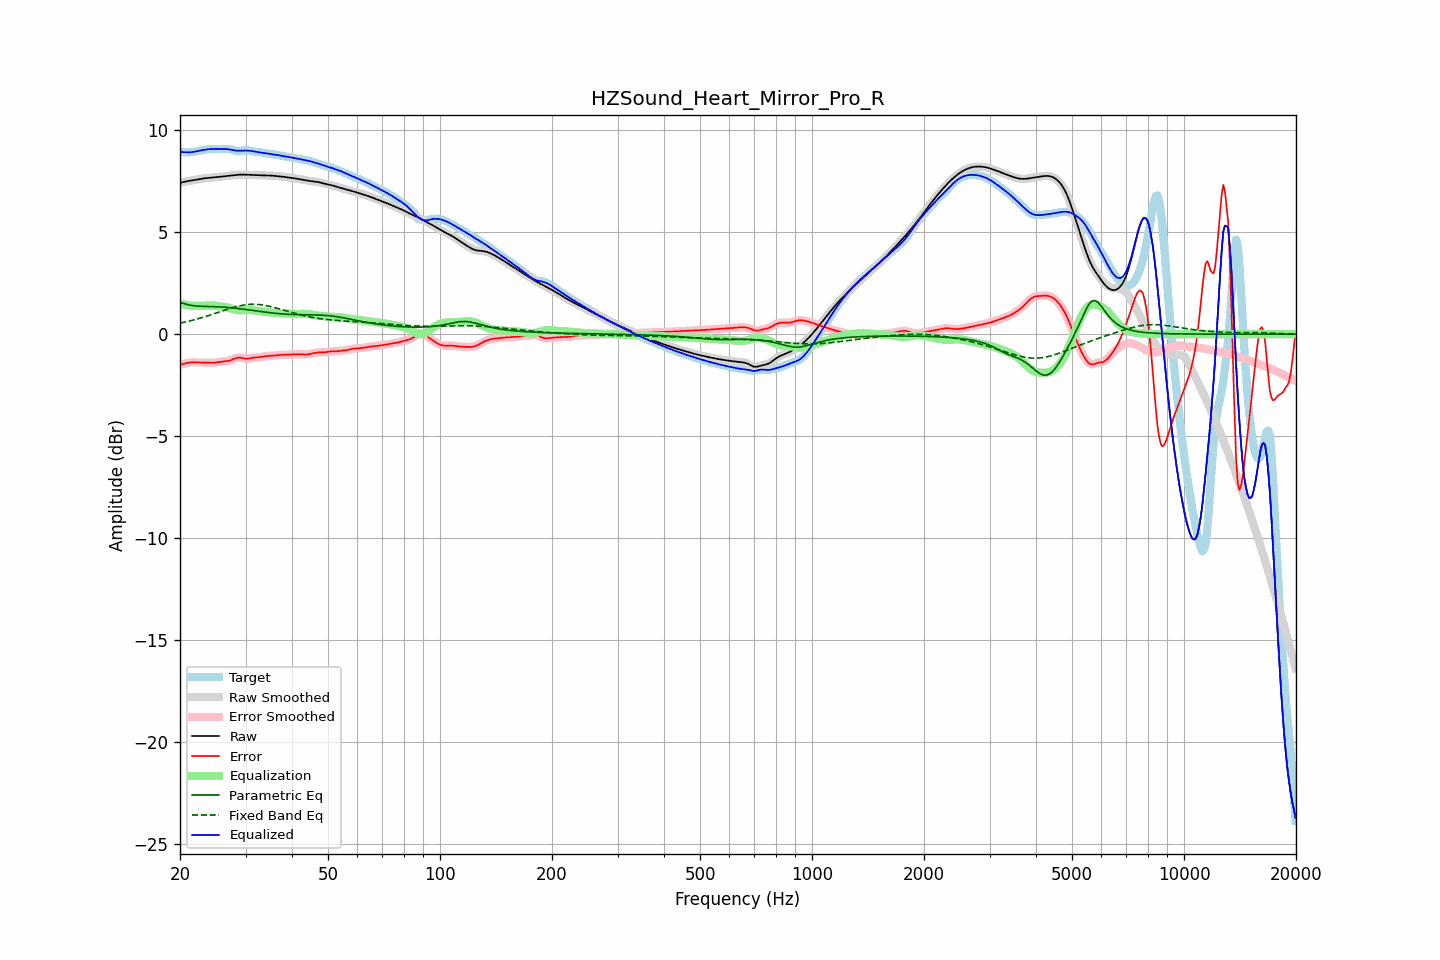 HZSound_Heart_Mirror_Pro_R
10
5
0
−5
−10
−15
−20
−25
Amplitude (dBr)
Target
Raw Smoothed
Error Smoothed
Raw
Error
Equalization
Parametric Eq
Fixed Band Eq
Equalized
20 50 100 200 500 1000 2000 5000 10000 20000
Frequency (Hz)